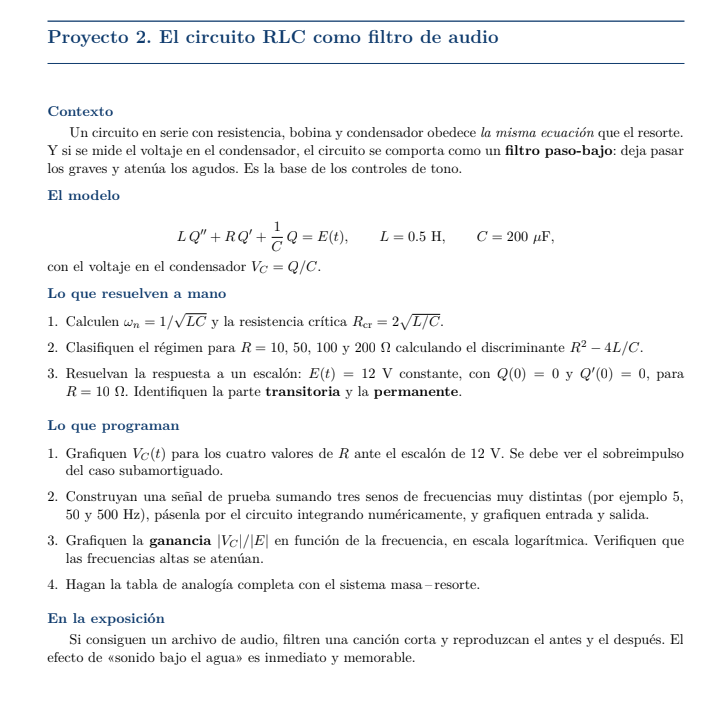 Proyecto 2. El circuito RLC como filtro de audio
Contexto
Un circuito en serie con resistencia, bobina y condensador obedece la misma ecuación que el resorte.
Y si se mide el voltaje en el condensador, el circuito se comporta como un filtro paso-bajo: deja pasar
los graves y atenúa los agudos. Es la base de los controles de tono.
El modelo
L Q′′ + R Q′ + 1/C Q = E(t),   L = 0.5 H,   C = 200 μF,
con el voltaje en el condensador V_C = Q/C.
Lo que resuelven a mano
1. Calculen ω_n = 1/√LC y la resistencia crítica R_cr = 2√L/C.
2. Clasifiquen el régimen para R = 10, 50, 100 y 200 Ω calculando el discriminante R² − 4L/C.
3. Resuelvan la respuesta a un escalón: E(t) = 12 V constante, con Q(0) = 0 y Q′(0) = 0, para
R = 10 Ω. Identifiquen la parte transitoria y la permanente.
Lo que programan
1. Grafiquen V_C(t) para los cuatro valores de R ante el escalón de 12 V. Se debe ver el sobreimpulso
del caso subamortiguado.
2. Construyan una señal de prueba sumando tres senos de frecuencias muy distintas (por ejemplo 5,
50 y 500 Hz), pásenla por el circuito integrando numéricamente, y grafiquen entrada y salida.
3. Grafiquen la ganancia |V_C|/|E| en función de la frecuencia, en escala logarítmica. Verifiquen que
las frecuencias altas se atenúan.
4. Hagan la tabla de analogía completa con el sistema masa–resorte.
En la exposición
Si consiguen un archivo de audio, filtren una canción corta y reproduzcan el antes y el después. El
efecto de «sonido bajo el agua» es inmediato y memorable.